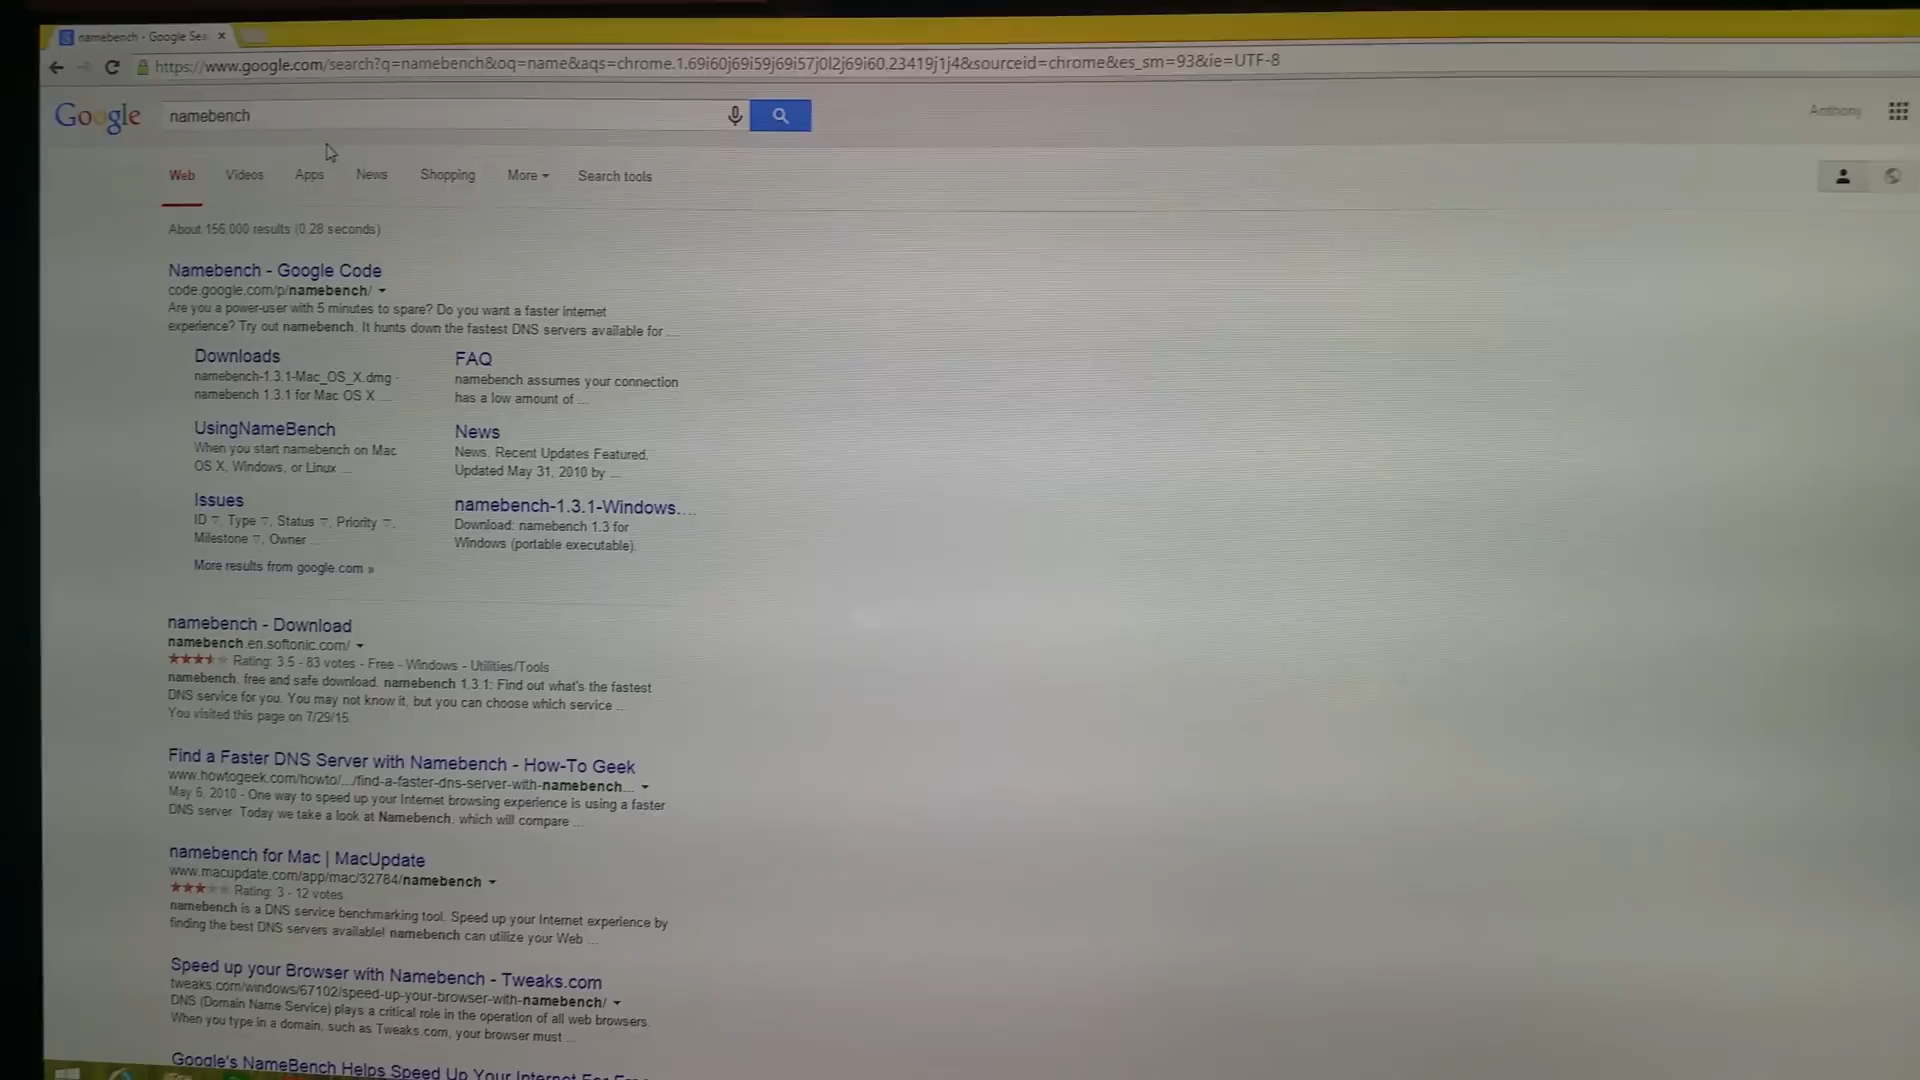 namebench - Google Sea
https://www.google.com/search?q=namebench&oq=name&aqs=chrome.1.69i60j69i59j69i57j0l2j69i60.23419j1j4&sourceid=chrome&es_sm=93&ie=UTF-8
Google namebench
Anthony
Web Videos Apps News Shopping More Search tools
About 156,000 results (0.28 seconds)
Namebench - Google Code
code.google.com/p/namebench/
Are you a power-user with 5 minutes to spare? Do you want a faster internet
experience? Try out namebench. It hunts down the fastest DNS servers available for ...
Downloads
namebench-1.3.1-Mac_OS_X.dmg -
namebench 1.3.1 for Mac OS X ...
FAQ
namebench assumes your connection
has a low amount of ...
UsingNameBench
When you start namebench on Mac
OS X, Windows, or Linux ...
News
News. Recent Updates Featured.
Updated May 31, 2010 by ...
Issues
ID ▽, Type ▽, Status ▽, Priority ▽,
Milestone ▽, Owner ...
namebench-1.3.1-Windows....
Download: namebench 1.3 for
Windows (portable executable).
More results from google.com »
namebench - Download
namebench.en.softonic.com/
Rating: 3.5 - 83 votes - Free - Windows - Utilities/Tools
namebench, free and safe download. namebench 1.3.1: Find out what's the fastest
DNS service for you. You may not know it, but you can choose which service ...
You visited this page on 7/29/15.
Find a Faster DNS Server with Namebench - How-To Geek
www.howtogeek.com/howto/.../find-a-faster-dns-server-with-namebench...
May 6, 2010 - One way to speed up your Internet browsing experience is using a faster
DNS server. Today we take a look at Namebench, which will compare ...
namebench for Mac | MacUpdate
www.macupdate.com/app/mac/32784/namebench
Rating: 3 - 12 votes
namebench is a DNS service benchmarking tool. Speed up your Internet experience by
finding the best DNS servers available! namebench can utilize your Web ...
Speed up your Browser with Namebench - Tweaks.com
tweaks.com/windows/67102/speed-up-your-browser-with-namebench/
DNS (Domain Name Service) plays a critical role in the operation of all web browsers.
When you type in a domain, such as Tweaks.com, your browser must ...
Google's NameBench Helps Speed Up Your Internet For